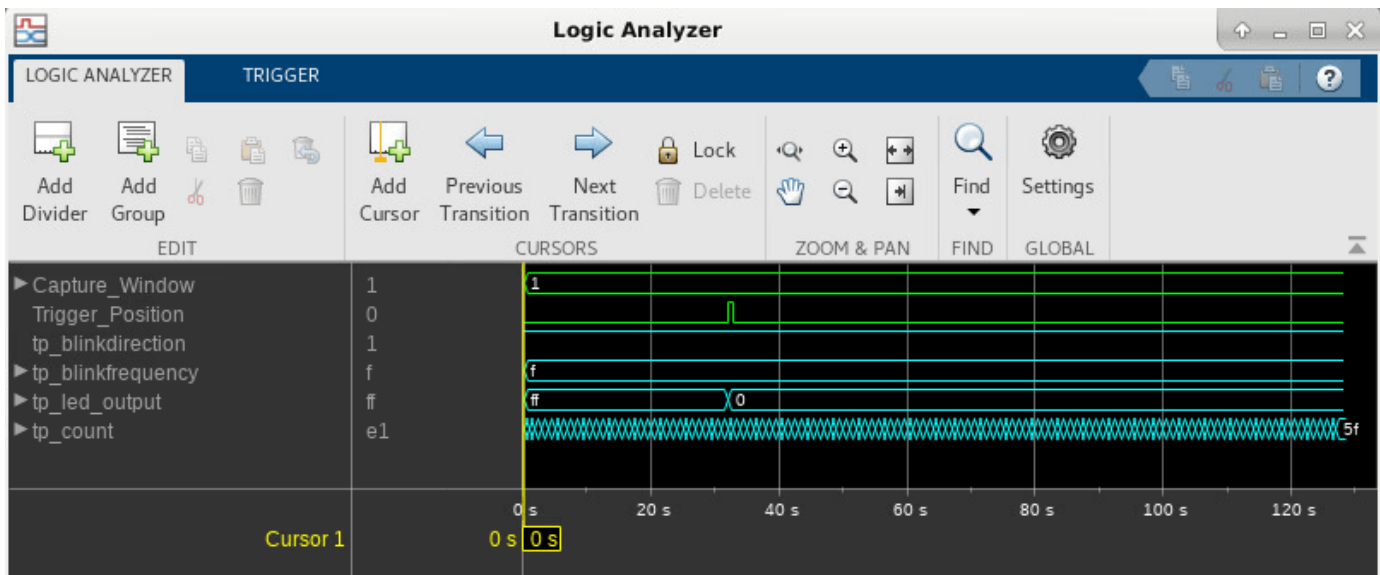 Logic Analyzer
LOGIC ANALYZER TRIGGER ?
Add Divider
Add Group
Add Cursor
Previous Transition
Next Transition
Lock
Delete
Find
Settings
EDIT CURSORS ZOOM & PAN FIND GLOBAL
Capture_Window 1 1
Trigger_Position 0
tp_blinkdirection 1
tp_blinkfrequency f f
tp_led_output ff ff 0
tp_count e1 5f
0 s 20 s 40 s 60 s 80 s 100 s 120 s
Cursor 1 0 s 0 s